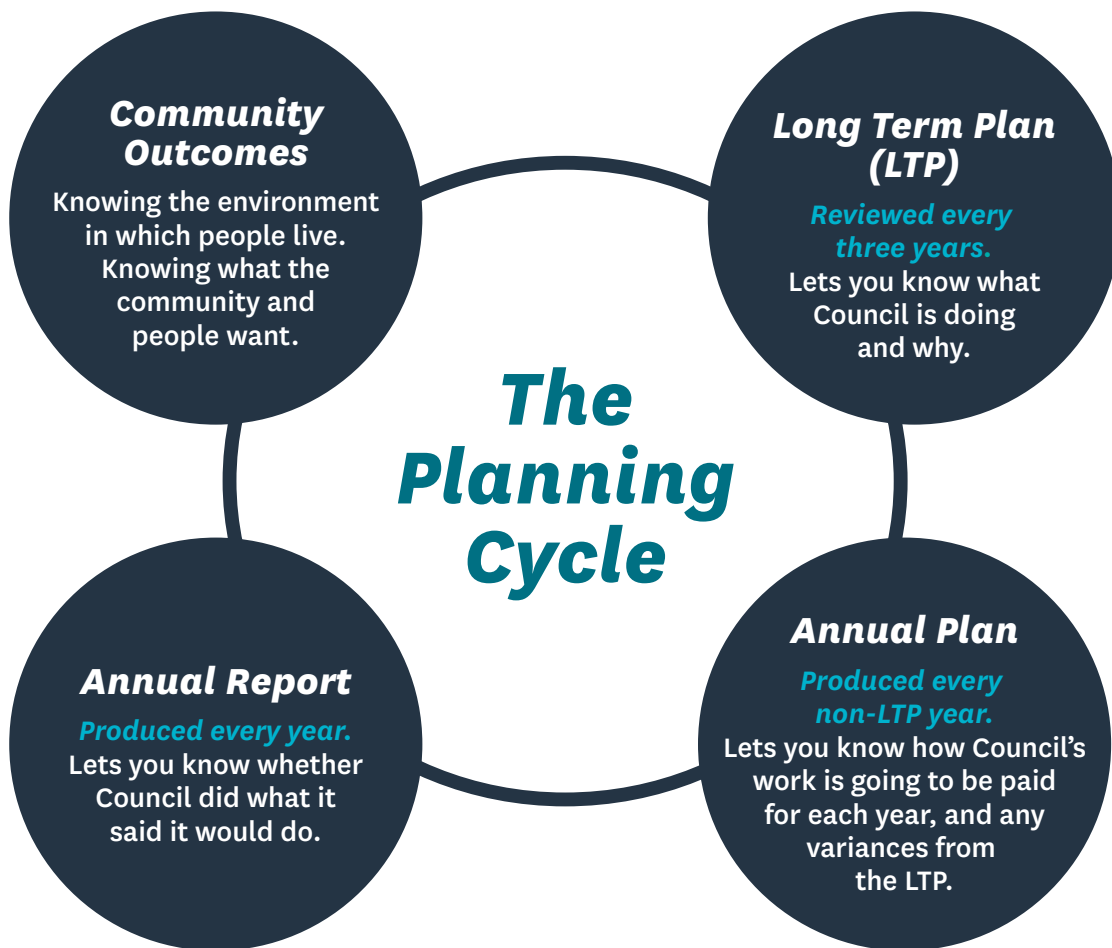 Community
Outcomes
Knowing the environment
in which people live.
Knowing what the
community and
people want.
Long Term Plan
(LTP)
Reviewed every
three years.
Lets you know what
Council is doing
and why.
The
Planning
Cycle
Annual Report
Produced every year.
Lets you know whether
Council did what it
said it would do.
Annual Plan
Produced every
non-LTP year.
Lets you know how Council’s
work is going to be paid
for each year, and any
variances from
the LTP.